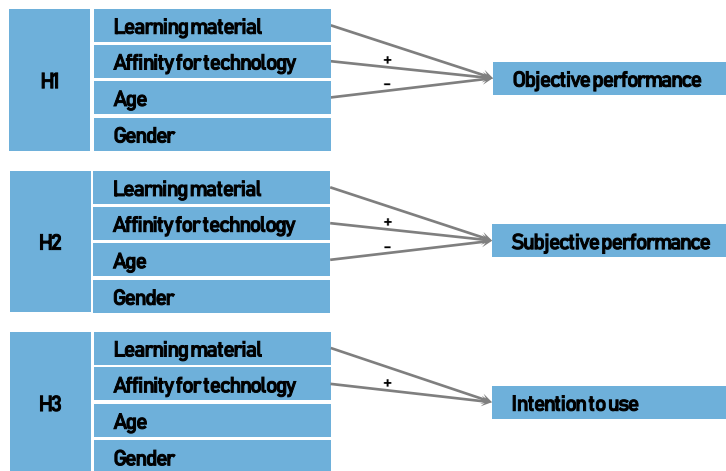 H1
Learning material
Affinity for technology
Age
Gender
+
–
Objective performance
H2
Learning material
Affinity for technology
Age
Gender
+
–
Subjective performance
H3
Learning material
Affinity for technology
Age
Gender
+
Intention to use